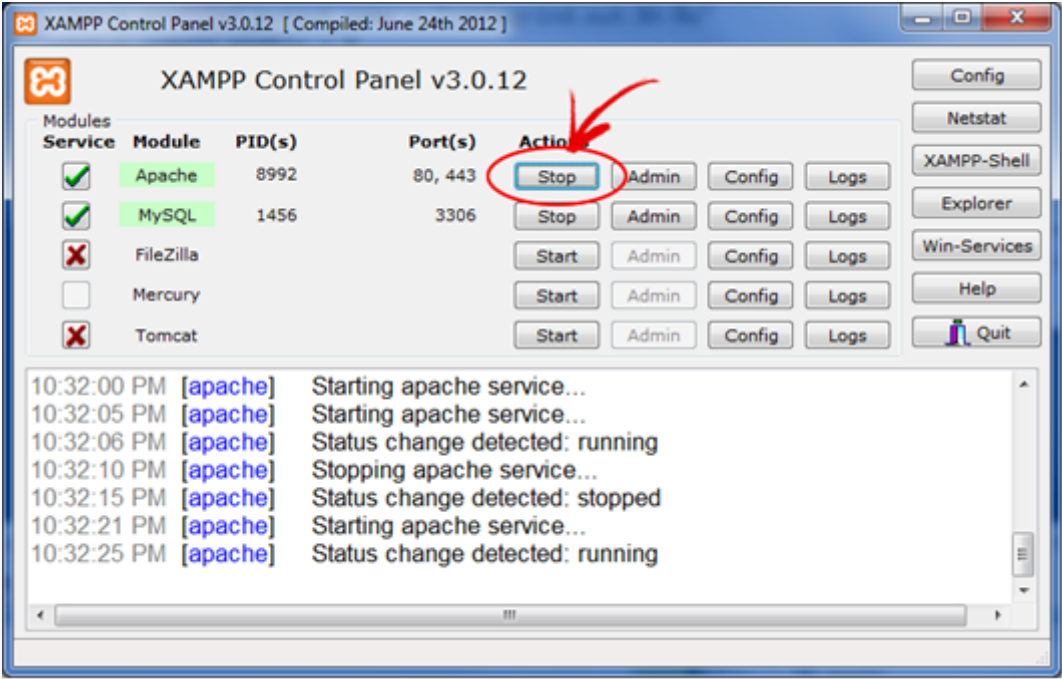 XAMPP Control Panel v3.0.12 [ Compiled: June 24th 2012 ]
XAMPP Control Panel v3.0.12
Config
Modules
Netstat
Service Module PID(s) Port(s) Actions
XAMPP-Shell
Apache 8992 80, 443 Stop Admin Config Logs
Explorer
MySQL 1456 3306 Stop Admin Config Logs
Win-Services
FileZilla Start Admin Config Logs
Help
Mercury Start Admin Config Logs
Quit
Tomcat Start Admin Config Logs
10:32:00 PM [apache] Starting apache service...
10:32:05 PM [apache] Starting apache service...
10:32:06 PM [apache] Status change detected: running
10:32:10 PM [apache] Stopping apache service...
10:32:15 PM [apache] Status change detected: stopped
10:32:21 PM [apache] Starting apache service...
10:32:25 PM [apache] Status change detected: running